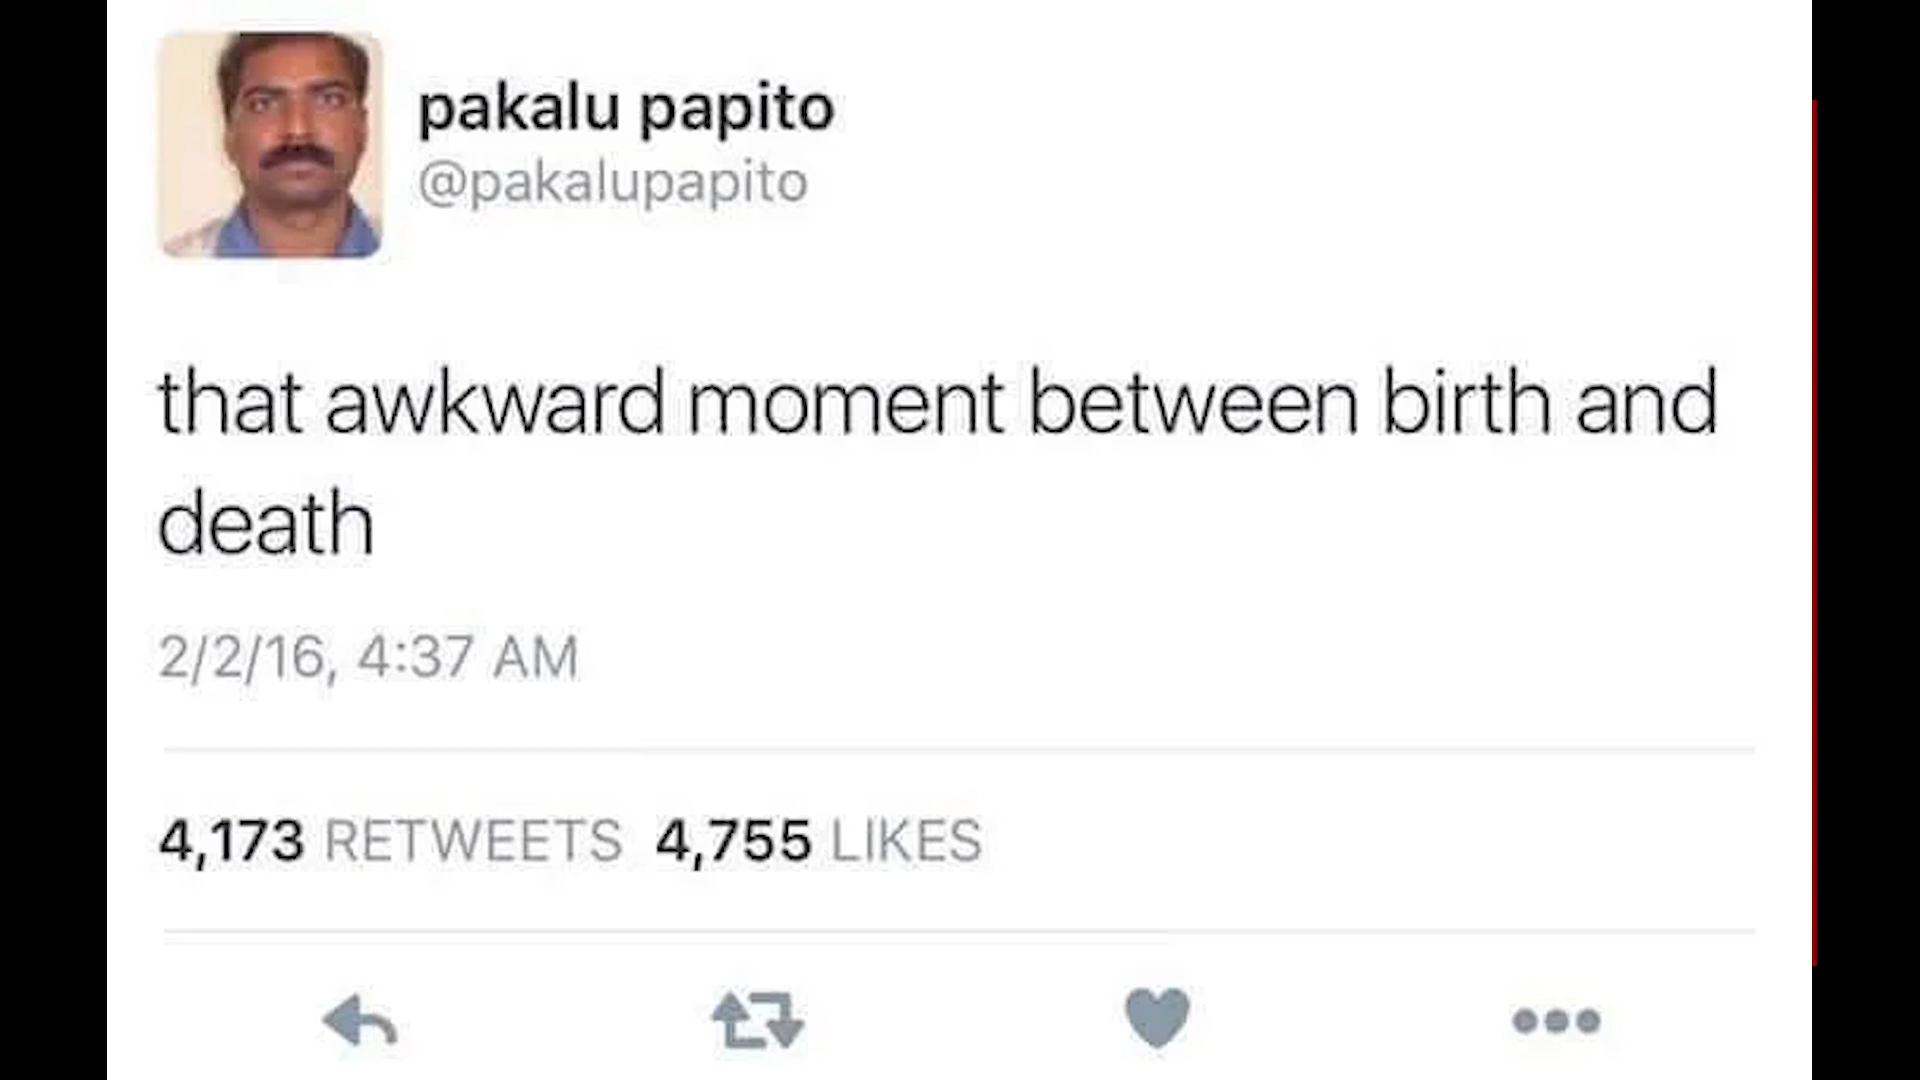 pakalu papito
@pakalupapito
that awkward moment between birth and
death
2/2/16, 4:37 AM
4,173 RETWEETS 4,755 LIKES